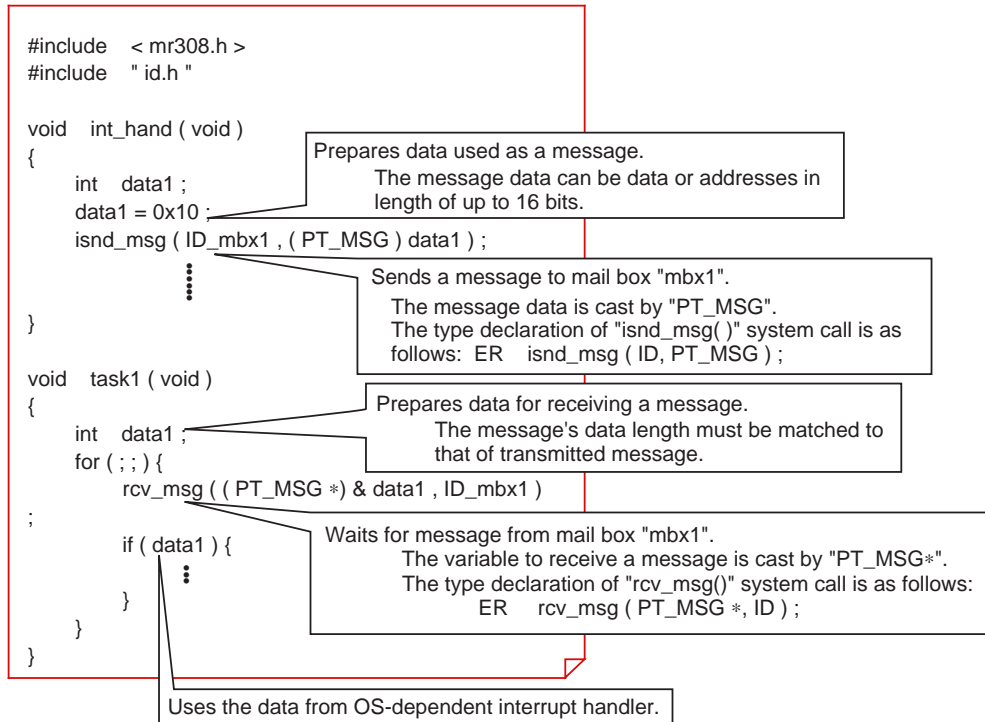 #include < mr308.h >
#include " id.h "
void int_hand ( void )
{
Prepares data used as a message.
The message data can be data or addresses in
length of up to 16 bits.
int data1 ;
data1 = 0x10 ;
isnd_msg ( ID_mbx1 , ( PT_MSG ) data1 ) ;
Sends a message to mail box "mbx1".
The message data is cast by "PT_MSG".
The type declaration of "isnd_msg( )" system call is as
follows: ER isnd_msg ( ID, PT_MSG ) ;
}
void task1 ( void )
{
Prepares data for receiving a message.
The message's data length must be matched to
that of transmitted message.
int data1 ;
for ( ; ; ) {
rcv_msg ( ( PT_MSG ∗) & data1 , ID_mbx1 )
;
Waits for message from mail box "mbx1".
The variable to receive a message is cast by "PT_MSG∗".
The type declaration of "rcv_msg()" system call is as follows:
ER rcv_msg ( PT_MSG ∗, ID ) ;
if ( data1 ) {
}
}
}
Uses the data from OS-dependent interrupt handler.